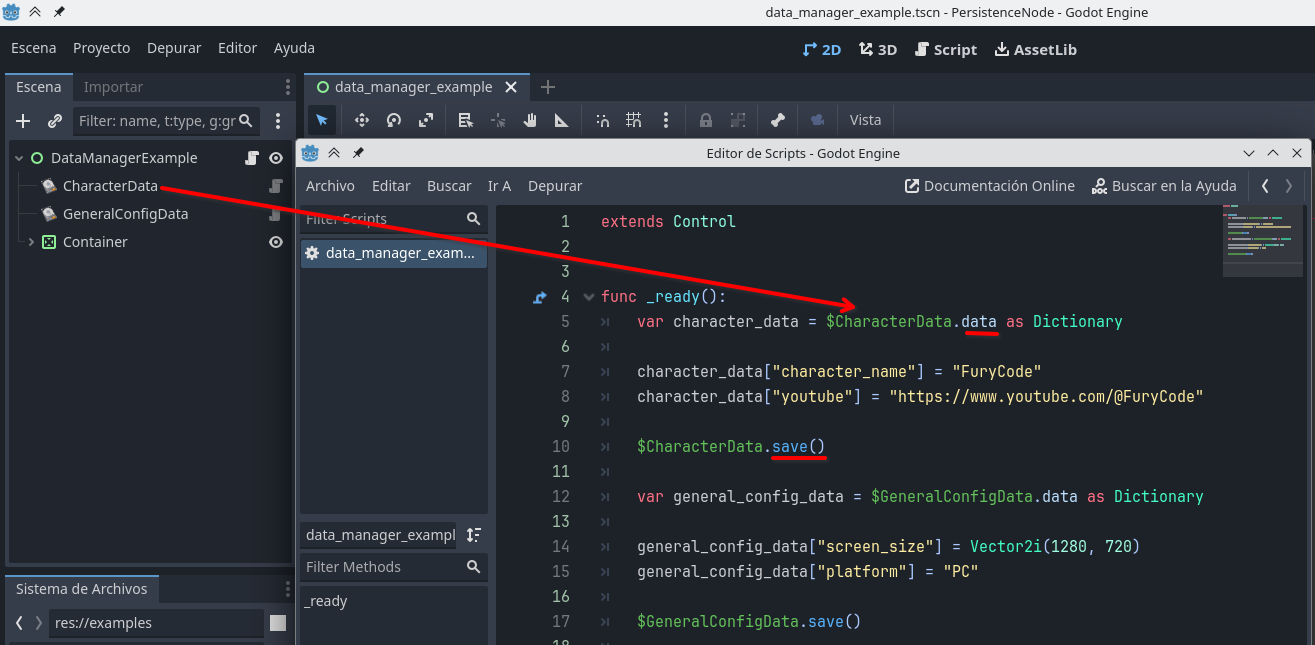 data_manager_example.tscn - PersistenceNode - Godot Engine
Escena Proyecto Depurar Editor Ayuda 2D 3D Script AssetLib
Escena Importar data_manager_example
Filter: name, t:type, g:gr Vista
DataManagerExample
CharacterData
GeneralConfigData
Container
Editor de Scripts - Godot Engine
Archivo Editar Buscar Ir A Depurar Documentación Online Buscar en la Ayuda
Filter Scripts
data_manager_exam...
data_manager_exampl
Filter Methods
_ready
1 extends Control
2
3
4 func _ready():
5 var character_data = $CharacterData.data as Dictionary
6
7 character_data["character_name"] = "FuryCode"
8 character_data["youtube"] = "https://www.youtube.com/@FuryCode"
9
10 $CharacterData.save()
11
12 var general_config_data = $GeneralConfigData.data as Dictionary
13
14 general_config_data["screen_size"] = Vector2i(1280, 720)
15 general_config_data["platform"] = "PC"
16
17 $GeneralConfigData.save()
18
Sistema de Archivos
res://examples